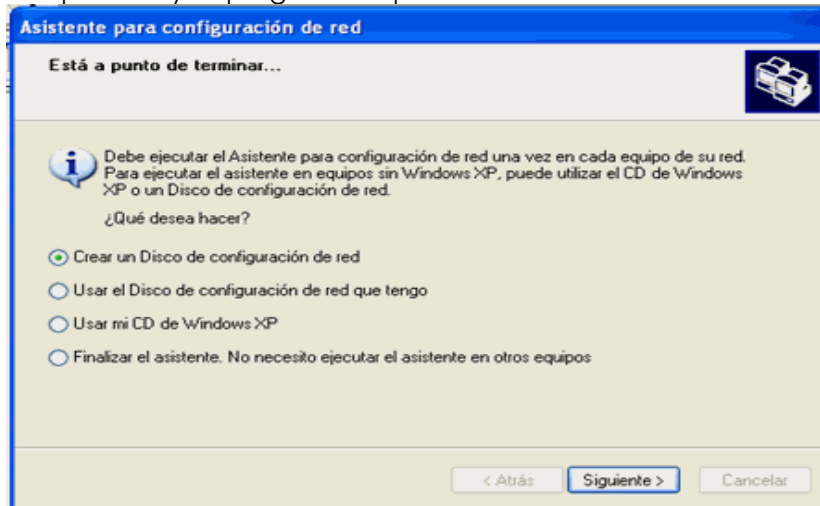 Asistente para configuración de red
Está a punto de terminar...
Debe ejecutar el Asistente para configuración de red una vez en cada equipo de su red.
Para ejecutar el asistente en equipos sin Windows XP, puede utilizar el CD de Windows
XP o un Disco de configuración de red.
¿Qué desea hacer?
Crear un Disco de configuración de red
Usar el Disco de configuración de red que tengo
Usar mi CD de Windows XP
Finalizar el asistente. No necesito ejecutar el asistente en otros equipos
< Atrás Siguiente > Cancelar